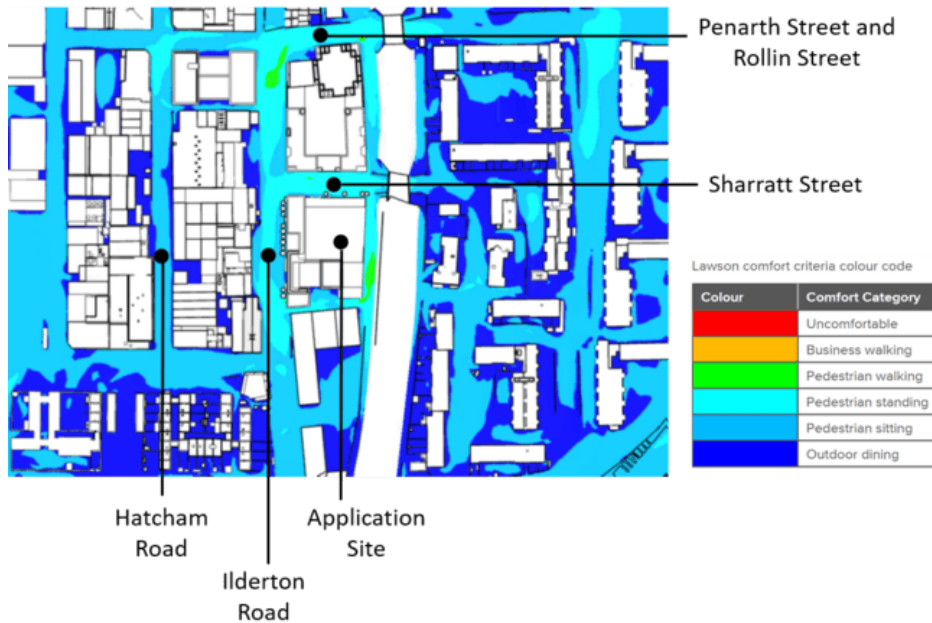 Penarth Street and
Rollin Street
Sharratt Street
Lawson comfort criteria colour code
Colour Comfort Category
Uncomfortable
Business walking
Pedestrian walking
Pedestrian standing
Pedestrian sitting
Outdoor dining
Hatcham
Road
Application
Site
Ilderton
Road